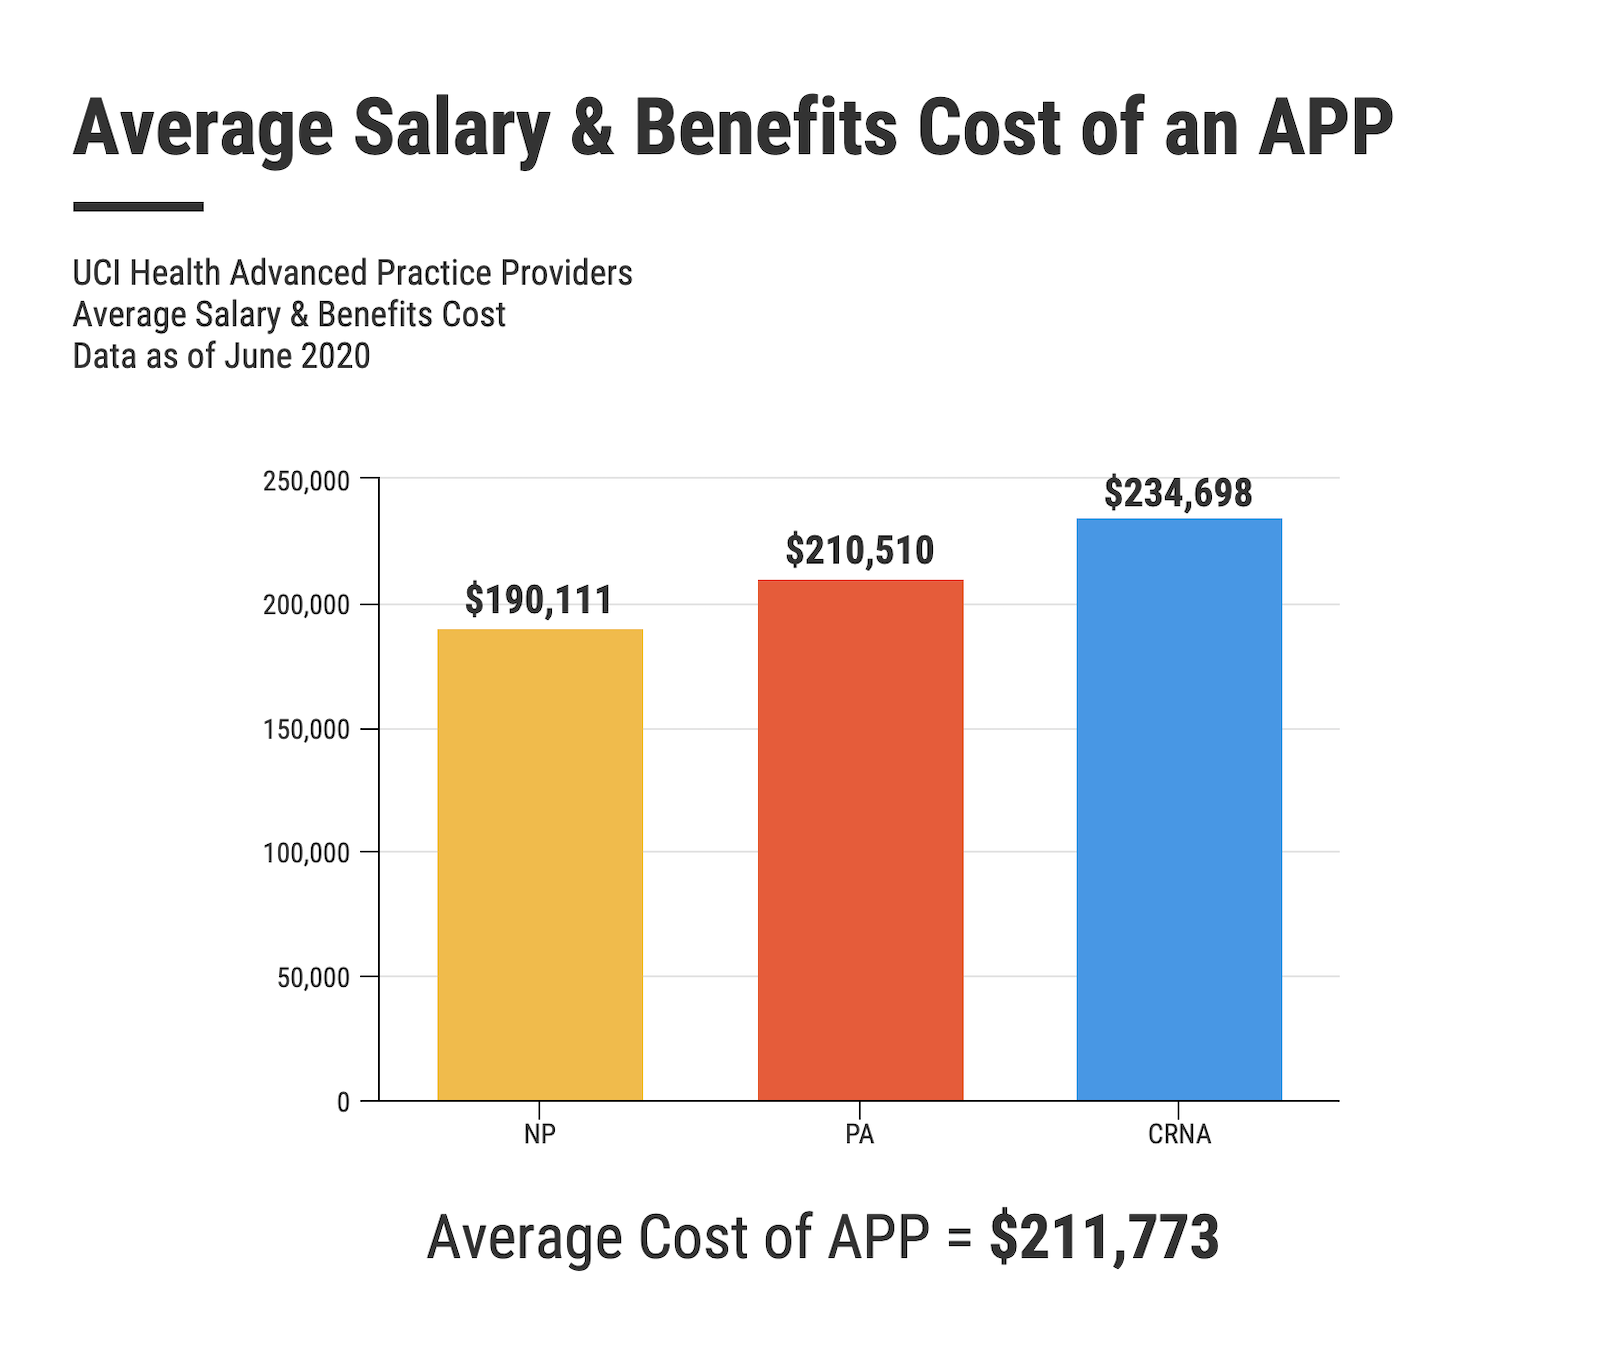 Average Salary & Benefits Cost of an APP
UCI Health Advanced Practice Providers
Average Salary & Benefits Cost
Data as of June 2020
250,000
200,000
150,000
100,000
50,000
0
$190,111
$210,510
$234,698
NP
PA
CRNA
Average Cost of APP = $211,773